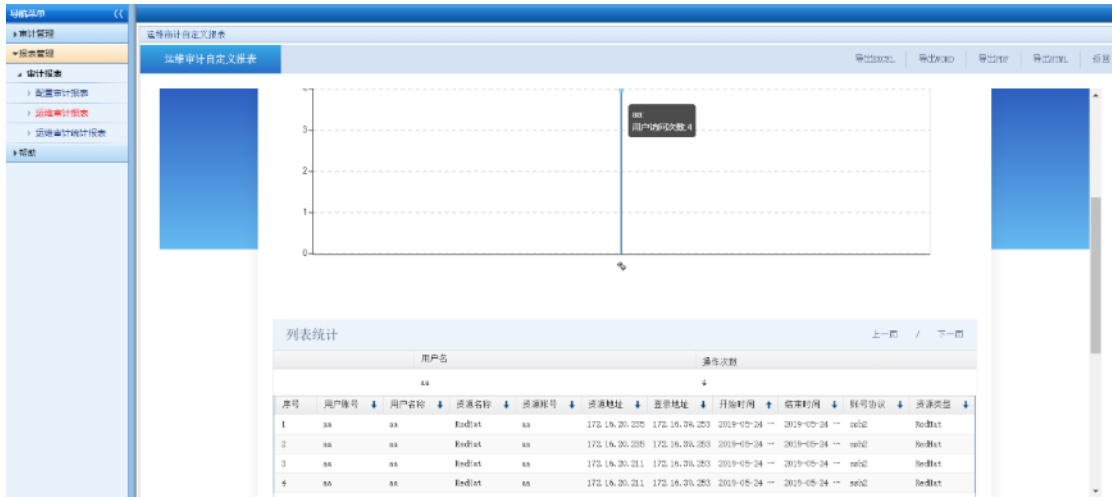 导航菜单
审计管理
报表管理
审计报表
配置审计报表
运维审计报表
运维审计统计报表
帮助
运维审计自定义报表
运维审计自定义报表 导出EXCEL 导出WORD 导出PDF 导出HTML 返回
4
3
2
1
0
aa
用户访问次数:4
aa
列表统计 上一页 / 下一页
用户名 操作次数
aa 4
序号 用户账号 用户名称 资源名称 资源账号 资源地址 登录地址 开始时间 结束时间 账号协议 资源类型
1 aa aa RedHat aa 172.16.20.235 172.16.39.253 2019-05-24 ... 2019-05-24 ... ssh2 RedHat
2 aa aa RedHat aa 172.16.20.235 172.16.39.253 2019-05-24 ... 2019-05-24 ... ssh2 RedHat
3 aa aa RedHat aa 172.16.20.211 172.16.39.253 2019-05-24 ... 2019-05-24 ... ssh2 RedHat
4 aa aa RedHat aa 172.16.20.211 172.16.39.253 2019-05-24 ... 2019-05-24 ... ssh2 RedHat